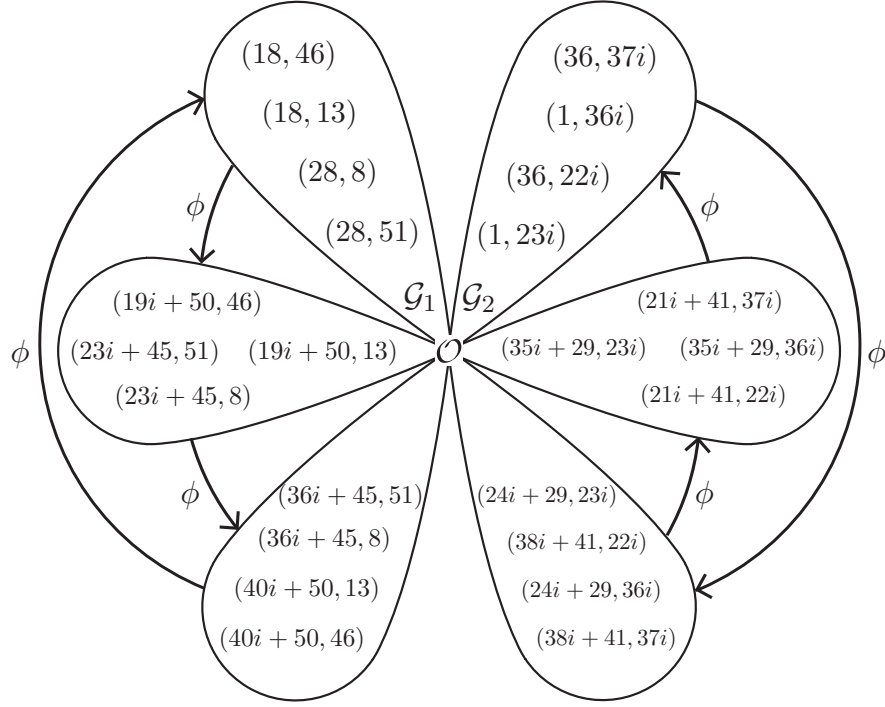 (18, 46)
(18, 13)
(28, 8)
(28, 51)
(36, 37i)
(1, 36i)
(36, 22i)
(1, 23i)
ϕ
ϕ
𝒢₁
𝒢₂
(19i + 50, 46)
(23i + 45, 51)
(19i + 50, 13)
(23i + 45, 8)
𝒪
(21i + 41, 37i)
(35i + 29, 23i)
(35i + 29, 36i)
(21i + 41, 22i)
ϕ
ϕ
ϕ
ϕ
(36i + 45, 51)
(36i + 45, 8)
(40i + 50, 13)
(40i + 50, 46)
(24i + 29, 23i)
(38i + 41, 22i)
(24i + 29, 36i)
(38i + 41, 37i)